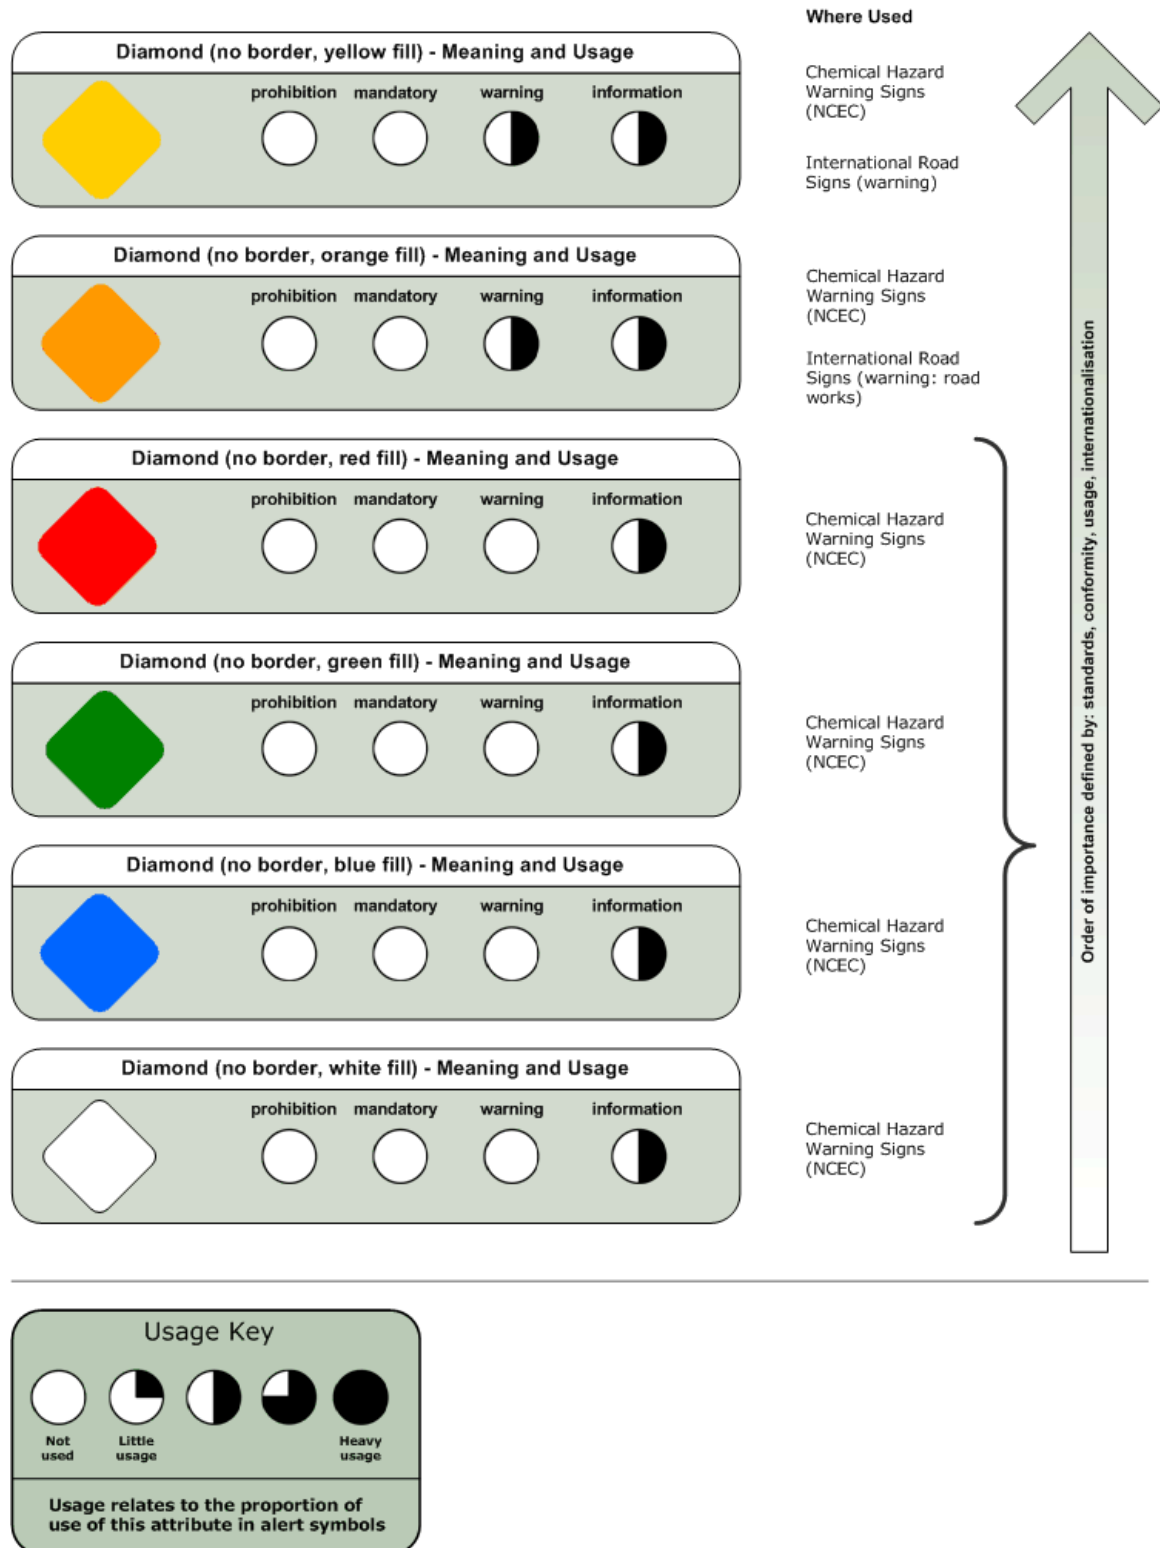 Where Used
Diamond (no border, yellow fill) - Meaning and Usage
prohibition mandatory warning information
Chemical Hazard
Warning Signs
(NCEC)
International Road
Signs (warning)
Diamond (no border, orange fill) - Meaning and Usage
prohibition mandatory warning information
Chemical Hazard
Warning Signs
(NCEC)
International Road
Signs (warning: road
works)
Diamond (no border, red fill) - Meaning and Usage
prohibition mandatory warning information
Chemical Hazard
Warning Signs
(NCEC)
Diamond (no border, green fill) - Meaning and Usage
prohibition mandatory warning information
Chemical Hazard
Warning Signs
(NCEC)
Diamond (no border, blue fill) - Meaning and Usage
prohibition mandatory warning information
Chemical Hazard
Warning Signs
(NCEC)
Diamond (no border, white fill) - Meaning and Usage
prohibition mandatory warning information
Chemical Hazard
Warning Signs
(NCEC)
Order of importance defined by: standards, conformity, usage, internationalisation
Usage Key
Not
used
Little
usage
Heavy
usage
Usage relates to the proportion of
use of this attribute in alert symbols